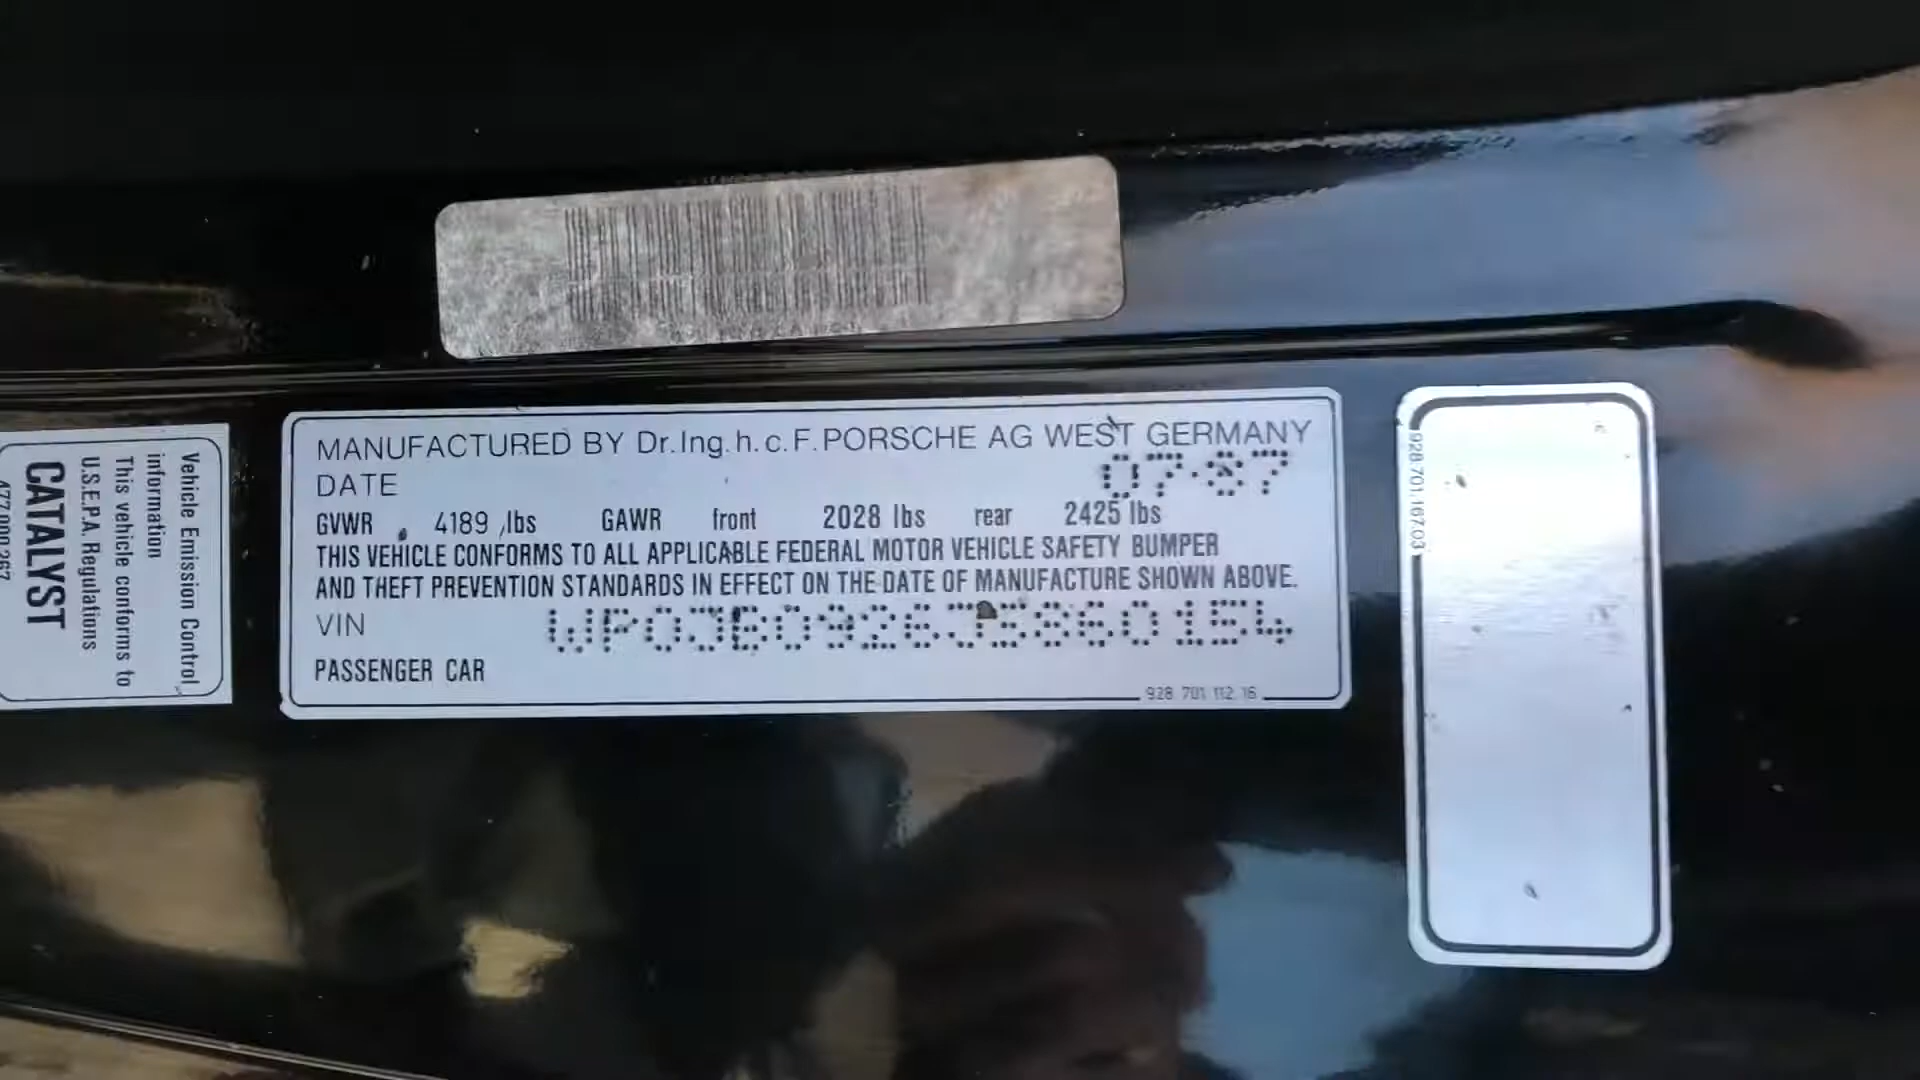 MANUFACTURED BY Dr.Ing.h.c.F.PORSCHE AG WEST GERMANY
DATE 07·87
GVWR 4189 lbs GAWR front 2028 lbs rear 2425 lbs
THIS VEHICLE CONFORMS TO ALL APPLICABLE FEDERAL MOTOR VEHICLE SAFETY BUMPER
AND THEFT PREVENTION STANDARDS IN EFFECT ON THE DATE OF MANUFACTURE SHOWN ABOVE.
VIN WP0JB0926JS860154
PASSENGER CAR
928 701 112 16
Vehicle Emission Control
information
This vehicle conforms to
U.S.E.P.A. Regulations
CATALYST
477 000 267
928.701.167.03